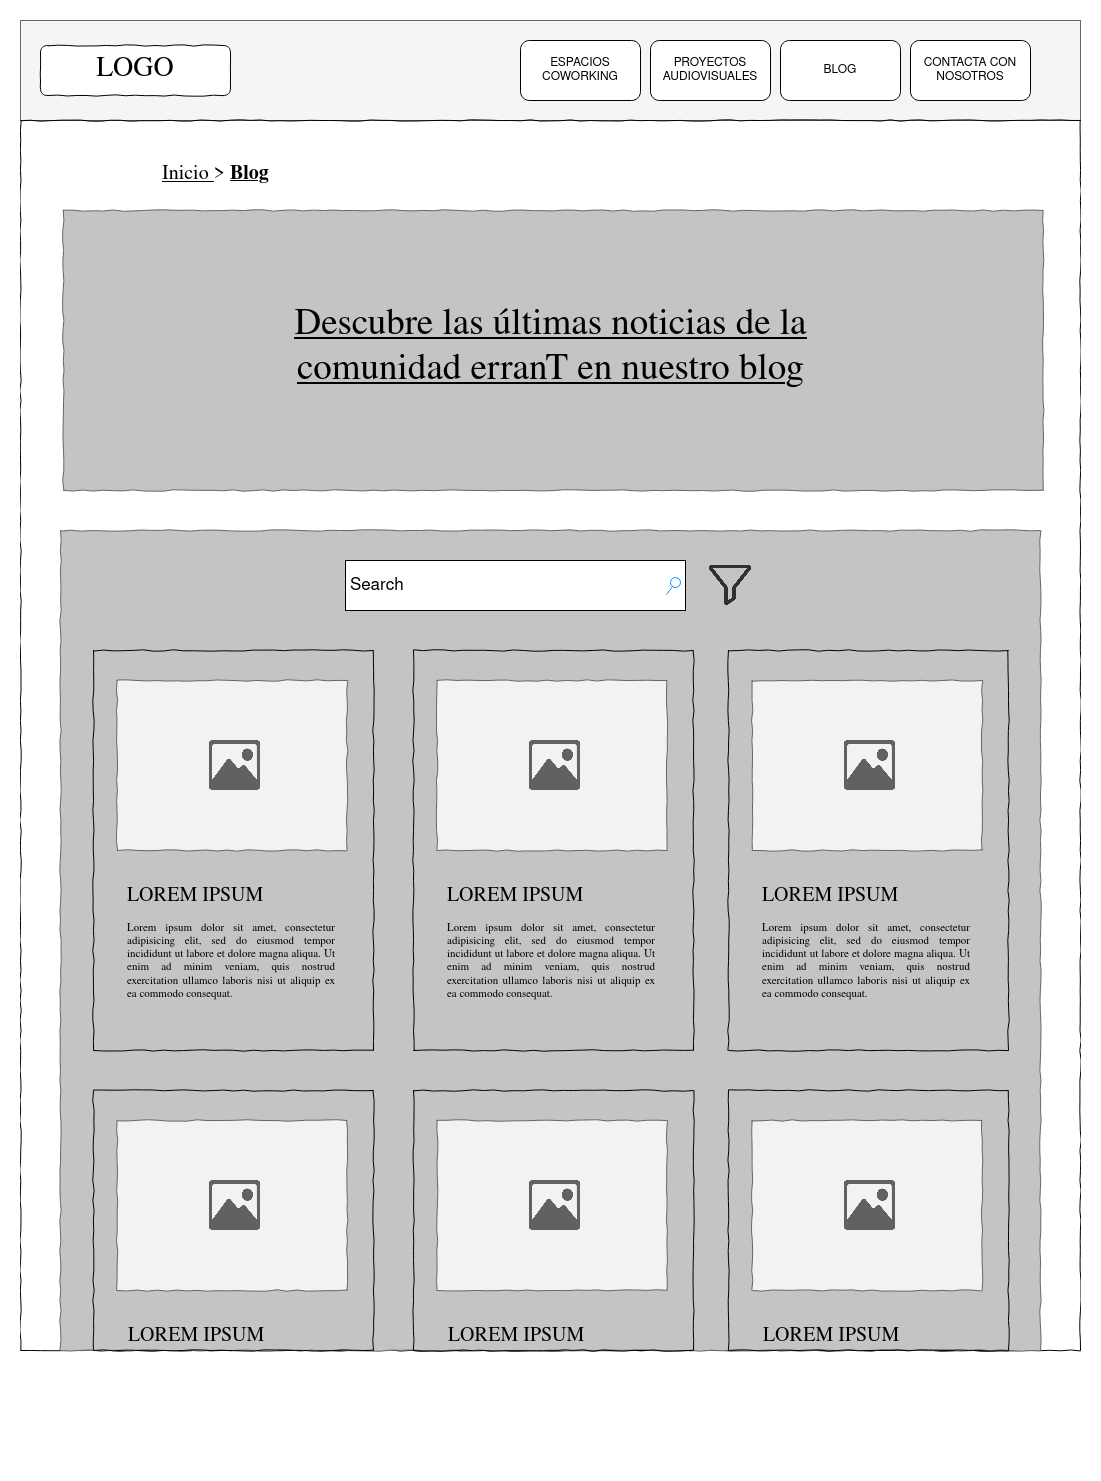 LOGO
ESPACIOS
COWORKING
PROYECTOS
AUDIOVISUALES
BLOG
CONTACTA CON
NOSOTROS
Inicio > Blog
Descubre las últimas noticias de la
comunidad erranT en nuestro blog
Search
LOREM IPSUM
Lorem ipsum dolor sit amet, consectetur
adipisicing elit, sed do eiusmod tempor
incididunt ut labore et dolore magna aliqua. Ut
enim ad minim veniam, quis nostrud
exercitation ullamco laboris nisi ut aliquip ex
ea commodo consequat.
LOREM IPSUM
Lorem ipsum dolor sit amet, consectetur
adipisicing elit, sed do eiusmod tempor
incididunt ut labore et dolore magna aliqua. Ut
enim ad minim veniam, quis nostrud
exercitation ullamco laboris nisi ut aliquip ex
ea commodo consequat.
LOREM IPSUM
Lorem ipsum dolor sit amet, consectetur
adipisicing elit, sed do eiusmod tempor
incididunt ut labore et dolore magna aliqua. Ut
enim ad minim veniam, quis nostrud
exercitation ullamco laboris nisi ut aliquip ex
ea commodo consequat.
LOREM IPSUM
LOREM IPSUM
LOREM IPSUM